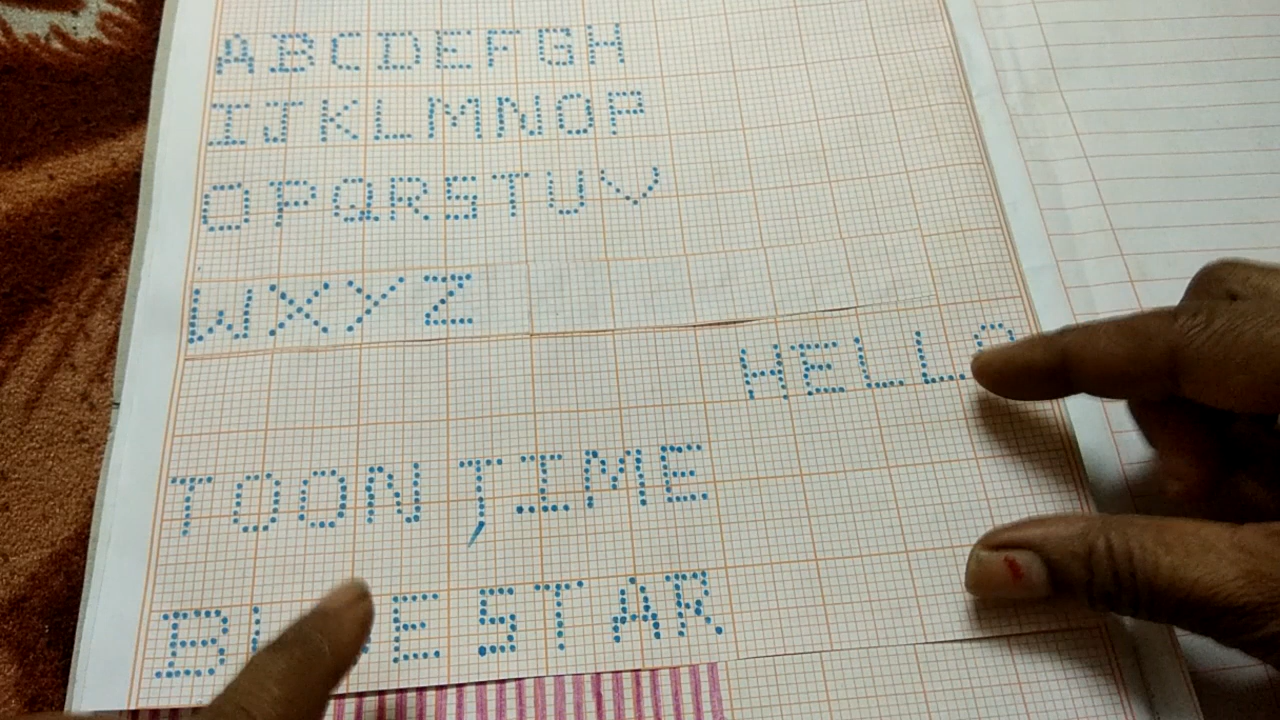 ABCDEFGH
IJKLMNOP
OPQRSTUV
WXYZ
HELLO
TOON TIME
STAR